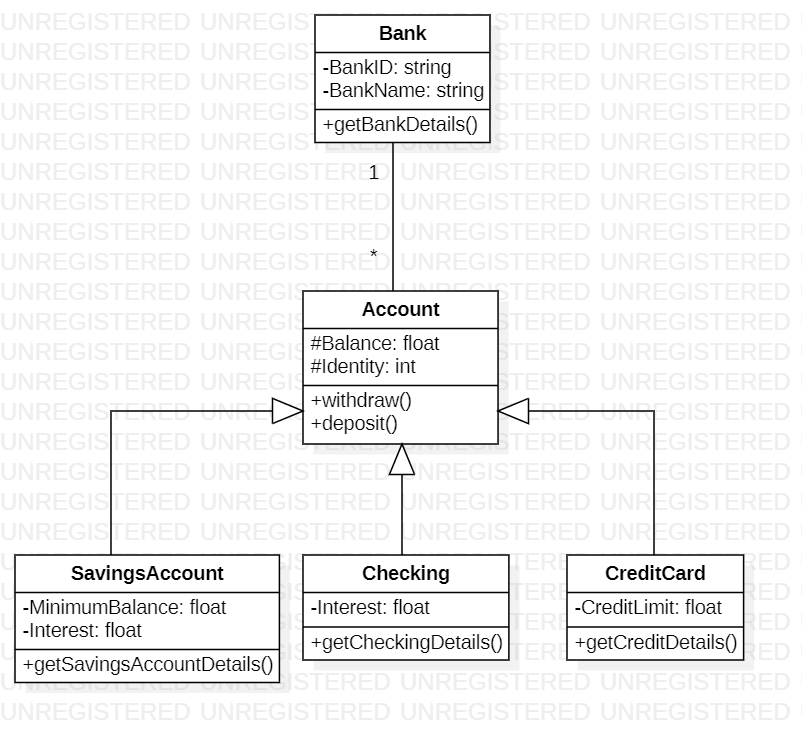 Bank
-BankID: string
-BankName: string
+getBankDetails()
1
*
Account
#Balance: float
#Identity: int
+withdraw()
+deposit()
SavingsAccount
-MinimumBalance: float
-Interest: float
+getSavingsAccountDetails()
Checking
-Interest: float
+getCheckingDetails()
CreditCard
-CreditLimit: float
+getCreditDetails()
UNREGISTERED